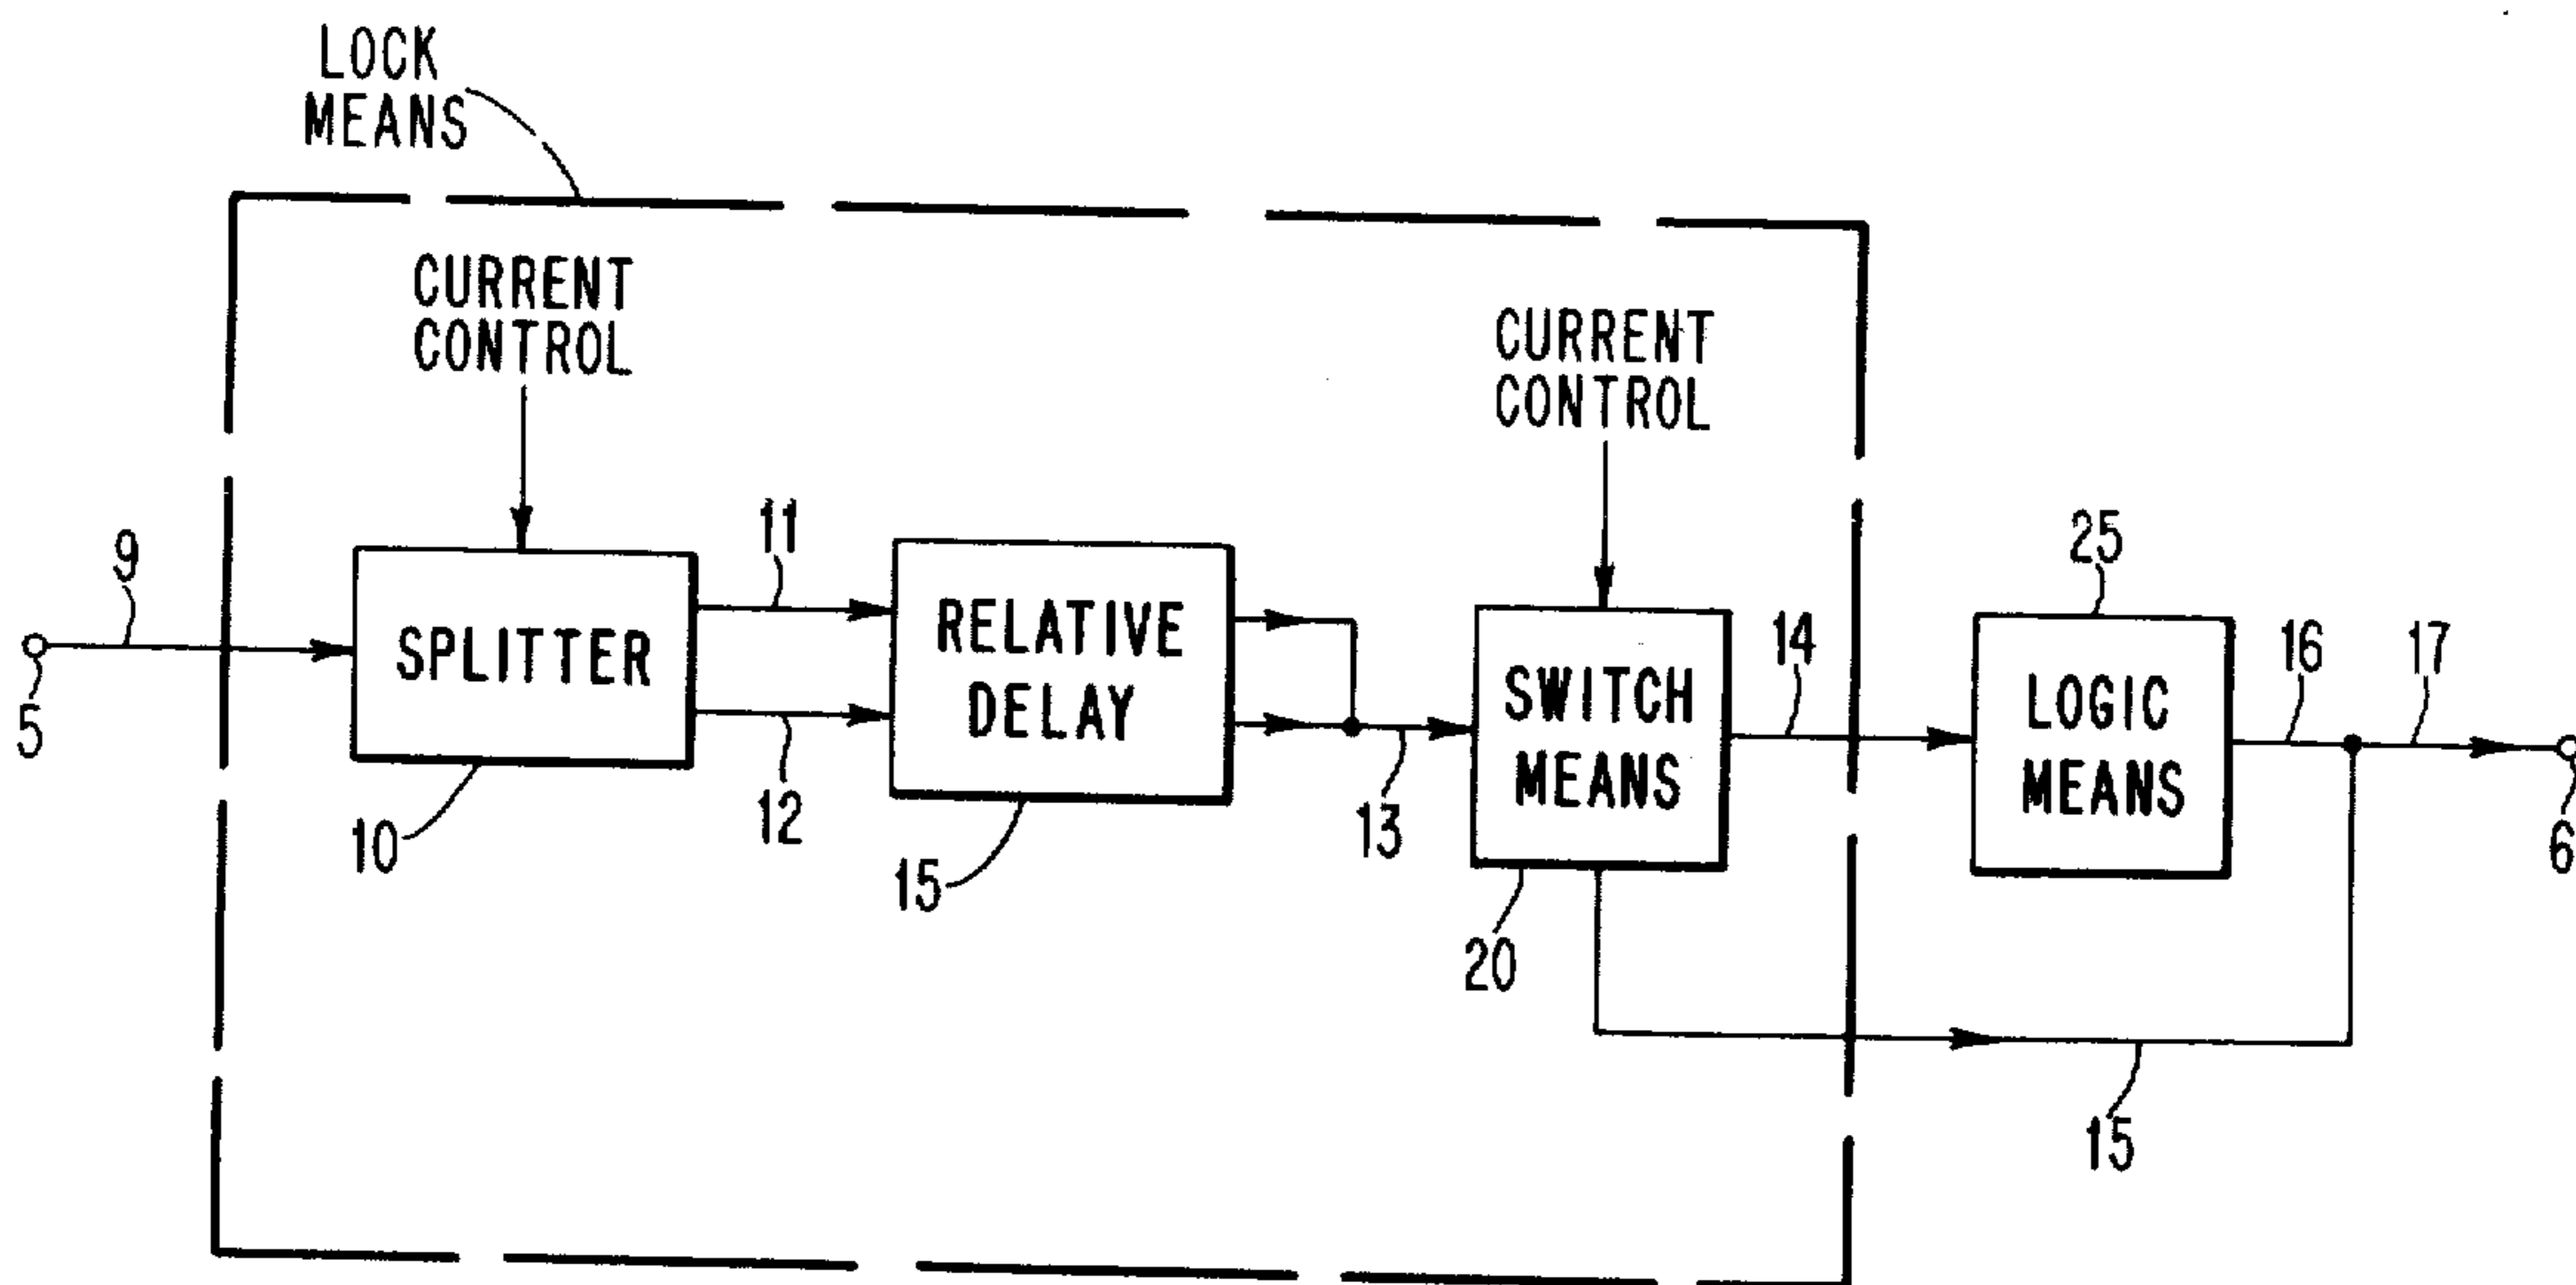 LOCK
MEANS
CURRENT
CONTROL
CURRENT
CONTROL
9
5
SPLITTER
10
11
12
RELATIVE
DELAY
15
13
SWITCH
MEANS
20
14
25
LOGIC
MEANS
16
17
6
15